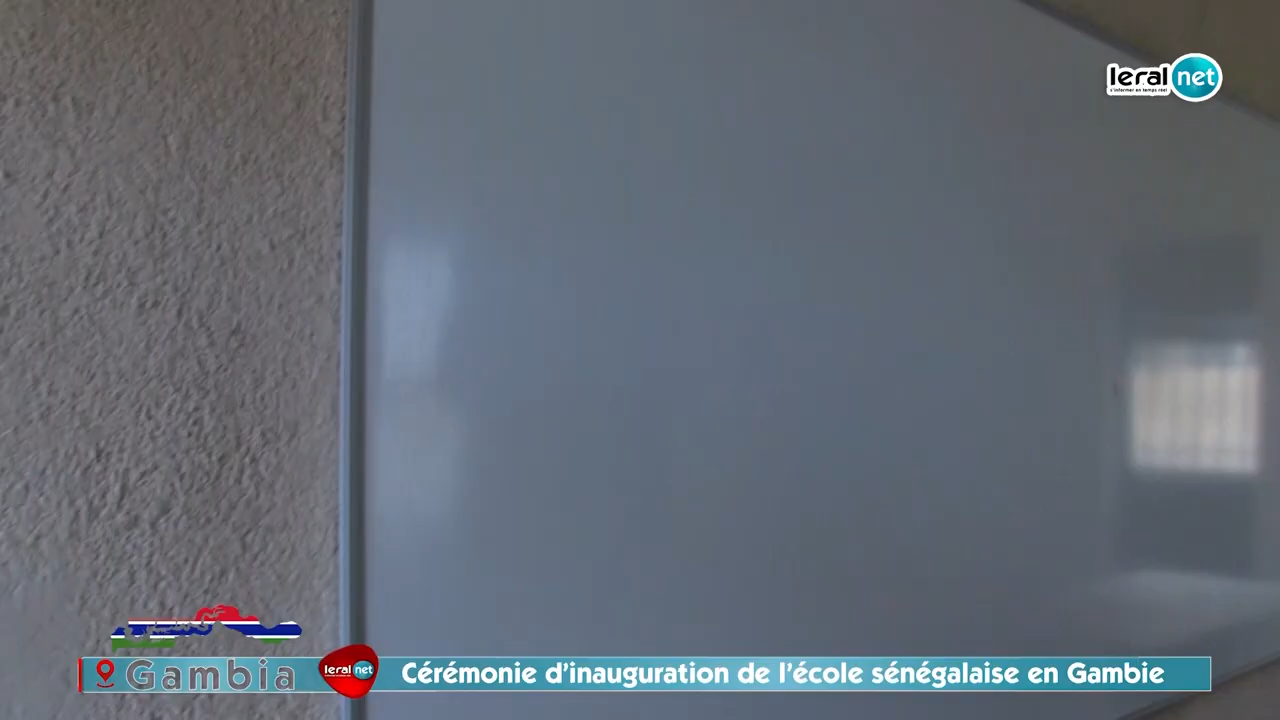 leral net
s'informer en temps réel
Gambia
leral net
Cérémonie d'inauguration de l'école sénégalaise en Gambie